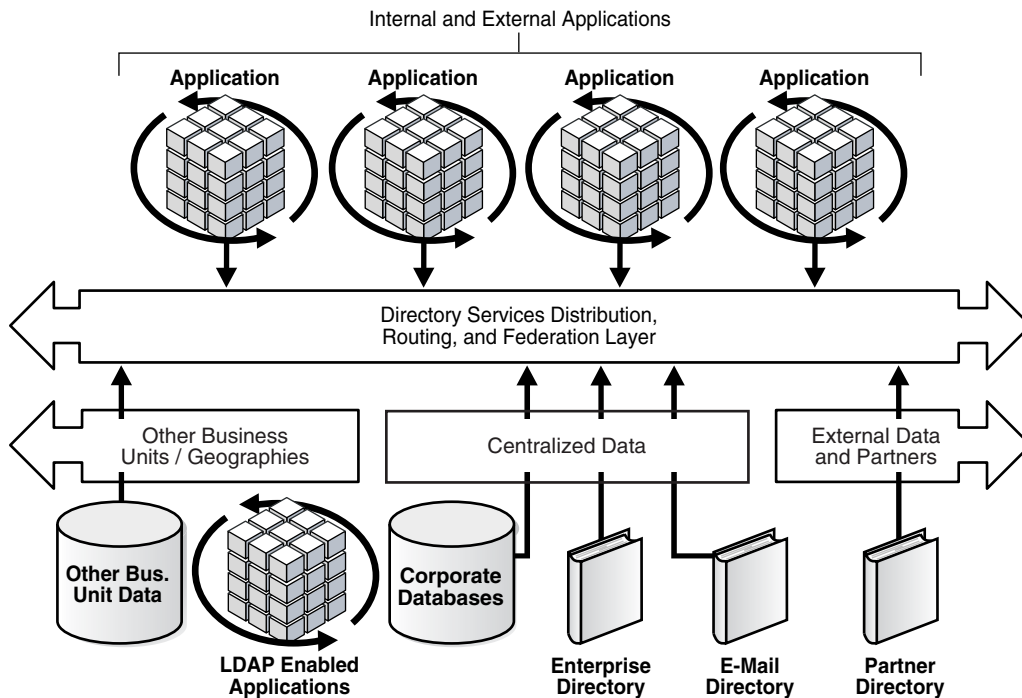 Internal and External Applications
Application
Application
Application
Application
Directory Services Distribution,
Routing, and Federation Layer
Other Business
Units / Geographies
Centralized Data
External Data
and Partners
Other Bus.
Unit Data
LDAP Enabled
Applications
Corporate
Databases
Enterprise
Directory
E-Mail
Directory
Partner
Directory